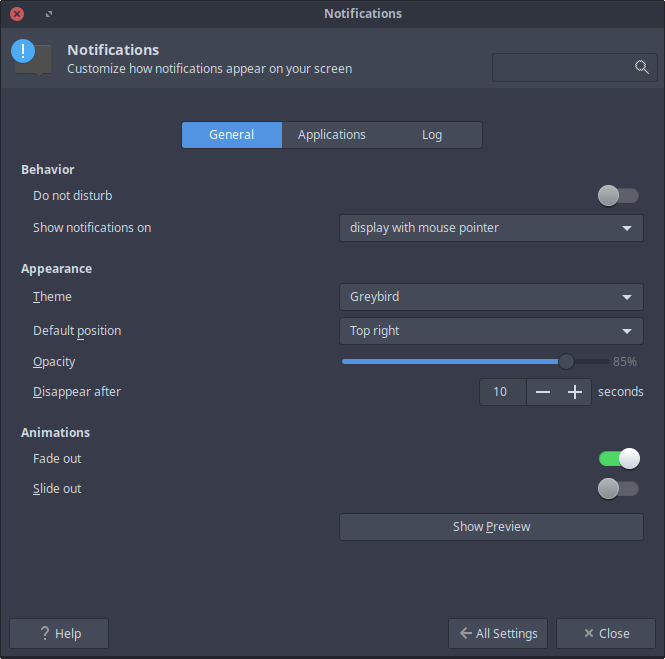 Notifications
Notifications
Customize how notifications appear on your screen
General Applications Log
Behavior
Do not disturb
Show notifications on display with mouse pointer
Appearance
Theme Greybird
Default position Top right
Opacity 85%
Disappear after 10 seconds
Animations
Fade out
Slide out
Show Preview
? Help All Settings Close